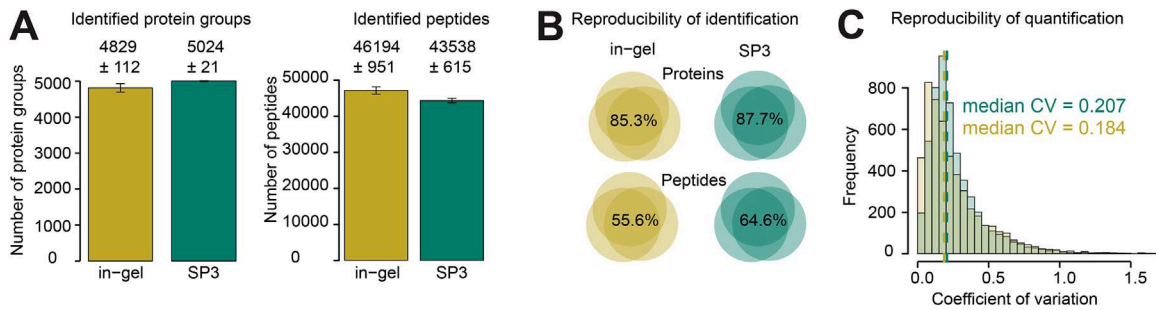 A
Identified protein groups
4829
± 112
5024
± 21
Number of protein groups
5000
4000
3000
2000
1000
0
in−gel
SP3
Identified peptides
46194
± 951
43538
± 615
Number of peptides
50000
40000
30000
20000
10000
0
in−gel
SP3
B
Reproducibility of identification
in−gel
SP3
Proteins
85.3%
87.7%
Peptides
55.6%
64.6%
C
Reproducibility of quantification
median CV = 0.207
median CV = 0.184
Frequency
800
600
400
200
0
0.0
0.5
1.0
1.5
Coefficient of variation